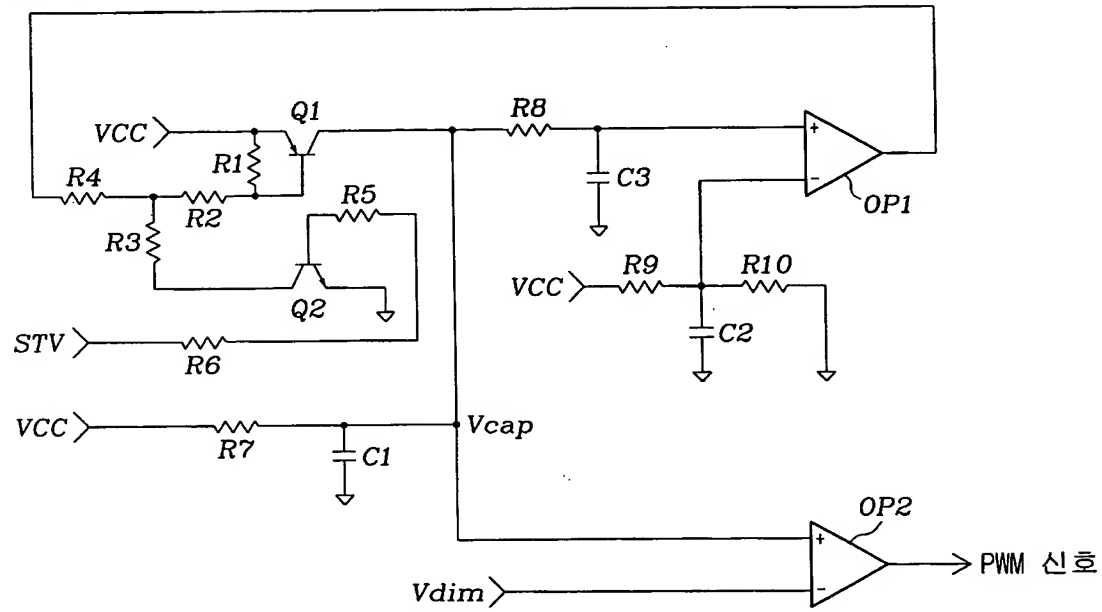 Q1
R8
VCC
R1
+
R4
R2
R5
C3
-
OP1
R3
R9
R10
VCC
Q2
C2
STV
R6
VCC
Vcap
R7
C1
OP2
+
PWM 신호
Vdim
-